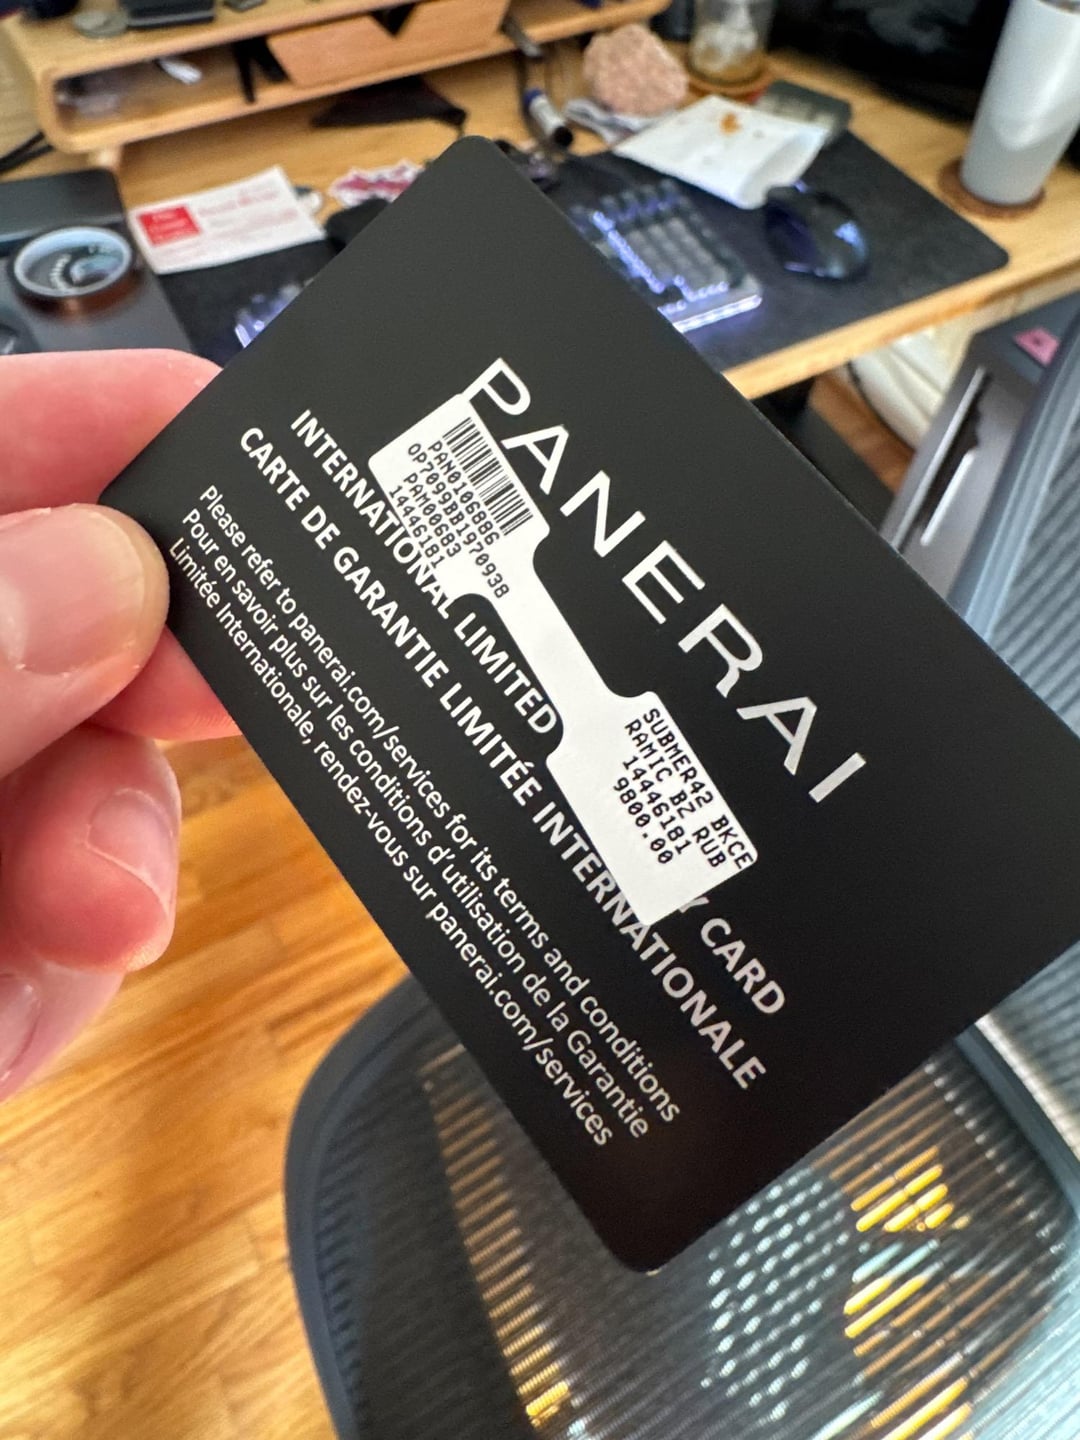 PANERAI
PAN0106886
OP7099BB1970938
PAM00683
14446181
SUBMER42 BKCE
RAMIC BZ RUB
14446181
9800.00
INTERNATIONAL LIMITED Y CARD
CARTE DE GARANTIE LIMITÉE INTERNATIONALE
Please refer to panerai.com/services for its terms and conditions
Pour en savoir plus sur les conditions d'utilisation de la Garantie
Limitée Internationale, rendez-vous sur panerai.com/services